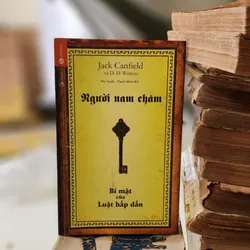 Jack Canfield
và D. D. Watkins
Người nam châm
Bí mật
của
Luật hấp dẫn